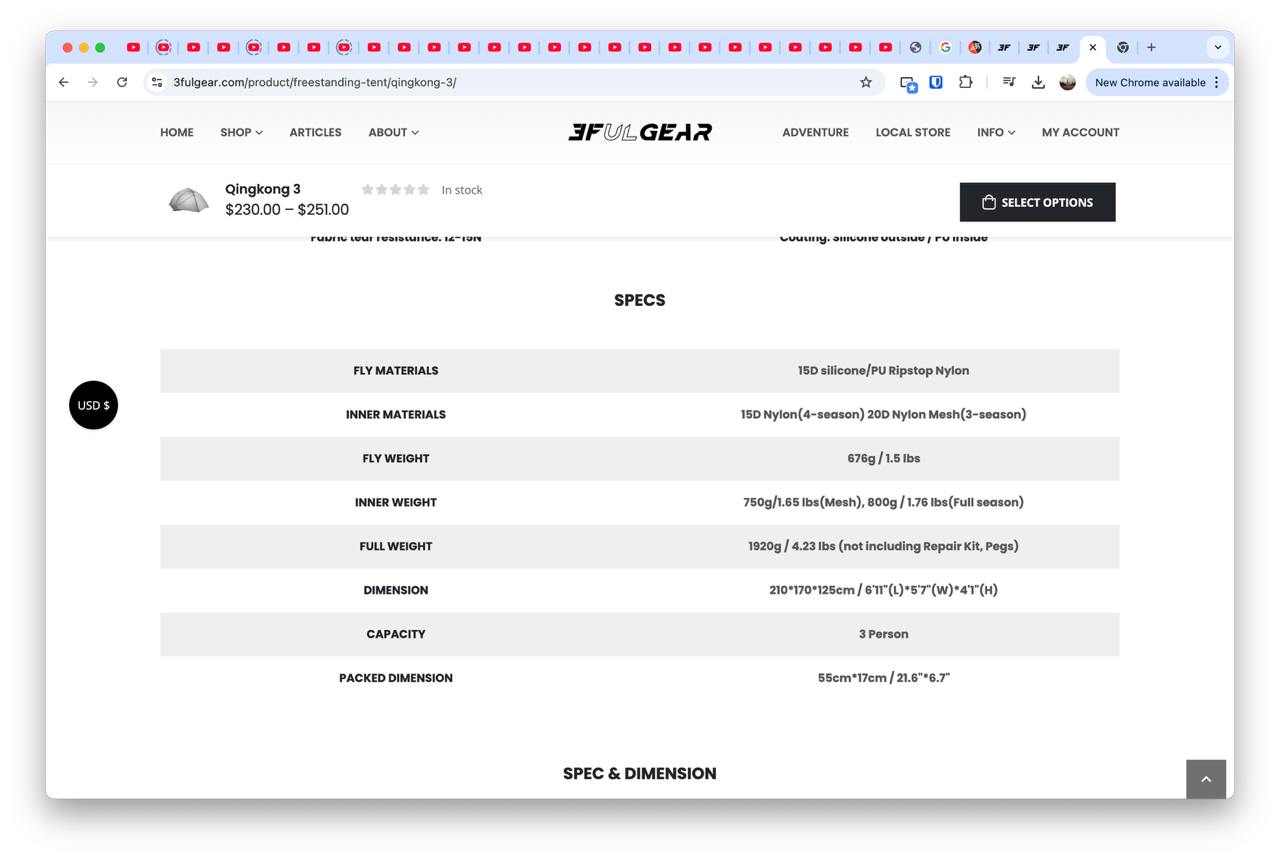 3fulgear.com/product/freestanding-tent/qingkong-3/
New Chrome available
HOME SHOP ARTICLES ABOUT 3FULGEAR ADVENTURE LOCAL STORE INFO MY ACCOUNT
Qingkong 3 In stock
$230.00 – $251.00
SELECT OPTIONS
Fabric tear resistance: 12-15N Coating: Silicone outside / PU inside
SPECS
FLY MATERIALS 15D silicone/PU Ripstop Nylon
USD $
INNER MATERIALS 15D Nylon(4-season) 20D Nylon Mesh(3-season)
FLY WEIGHT 676g / 1.5 lbs
INNER WEIGHT 750g/1.65 lbs(Mesh), 800g / 1.76 lbs(Full season)
FULL WEIGHT 1920g / 4.23 lbs (not including Repair Kit, Pegs)
DIMENSION 210*170*125cm / 6'11"(L)*5'7"(W)*4'1"(H)
CAPACITY 3 Person
PACKED DIMENSION 55cm*17cm / 21.6"*6.7"
SPEC & DIMENSION